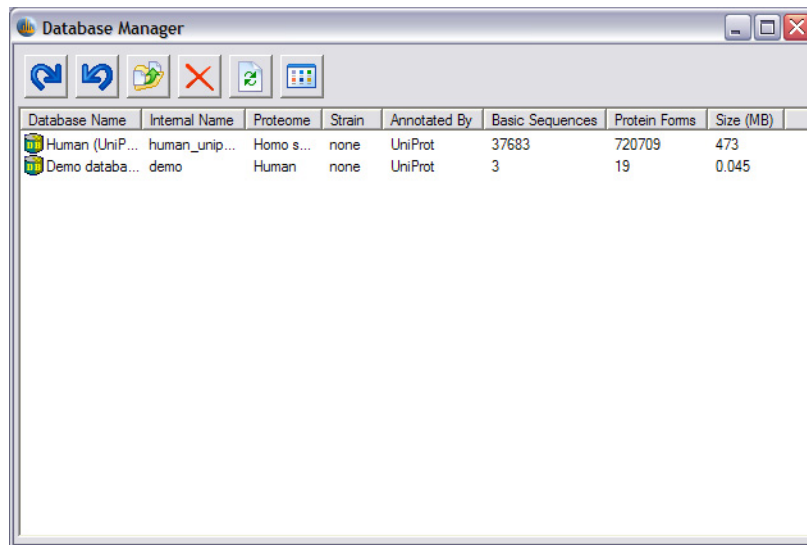 Database Manager
Database Name Internal Name Proteome Strain Annotated By Basic Sequences Protein Forms Size (MB)
Human (UniP... human_unip... Homo s... none UniProt 37683 720709 473
Demo databa... demo Human none UniProt 3 19 0.045